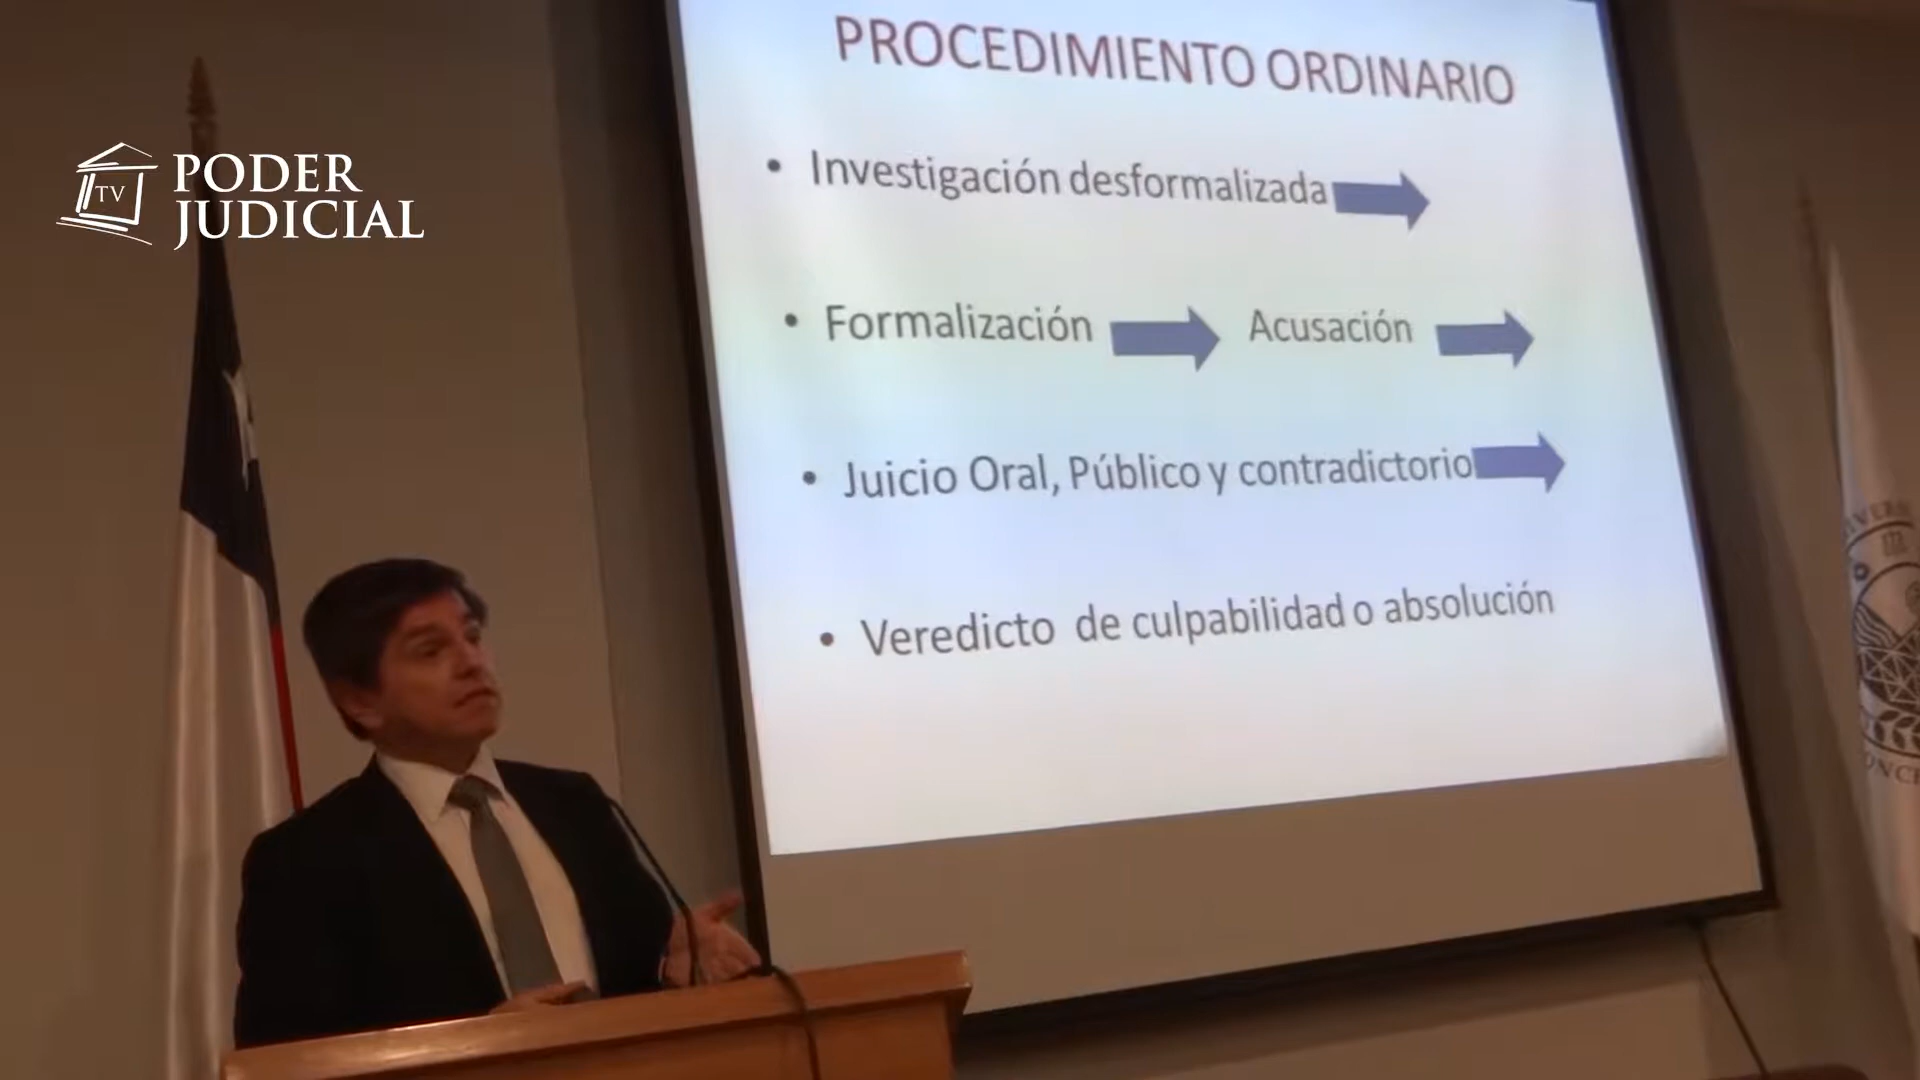 PROCEDIMIENTO ORDINARIO
TV
PODER
JUDICIAL
• Investigación desformalizada
• Formalización Acusación
• Juicio Oral, Público y contradictorio
• Veredicto de culpabilidad o absolución